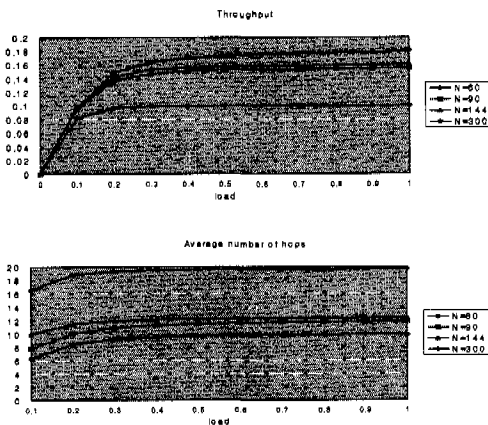 Throughput
0.2
0.18
0.16
0.14
0.12
0.1
0.08
0.06
0.04
0.02
0
0 0.1 0.2 0.3 0.4 0.5 0.6 0.7 0.8 0.9 1
load
N=60
N=90
N=144
N=300
Average number of hops
20
18
16
14
12
10
8
6
4
2
0
0.1 0.2 0.3 0.4 0.5 0.6 0.7 0.8 0.9 1
load
N=60
N=90
N=144
N=300